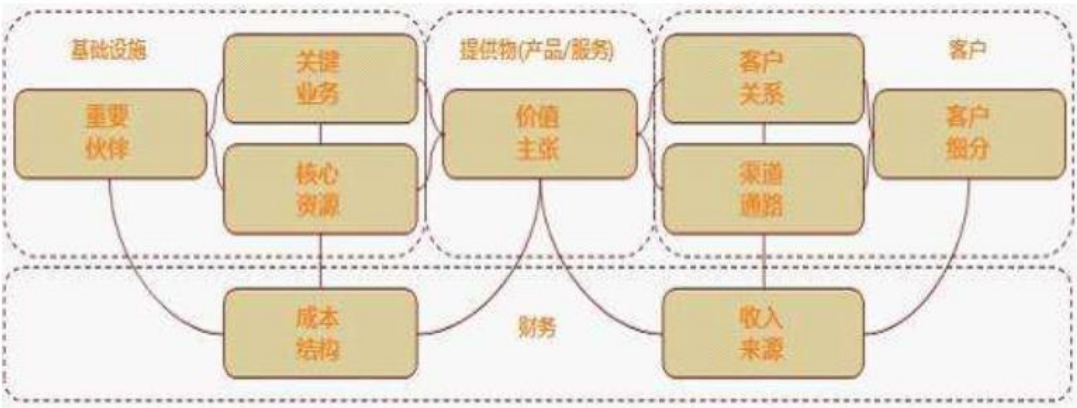 基础设施
关键
业务
提供物(产品/服务)
客户
关系
客户
重要
伙伴
价值
主张
客户
细分
核心
资源
渠道
通路
成本
结构
财务
收入
来源